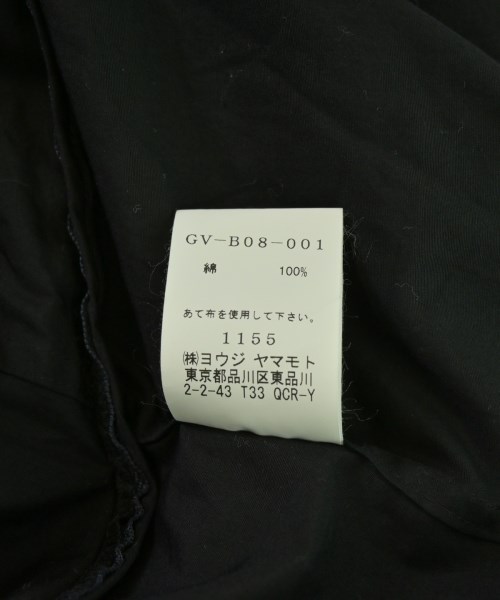 GV-B08-001
綿 100%
あて布を使用して下さい。
1155
㈱ヨウジ ヤマモト
東京都品川区東品川
2-2-43 T33 QCR-Y